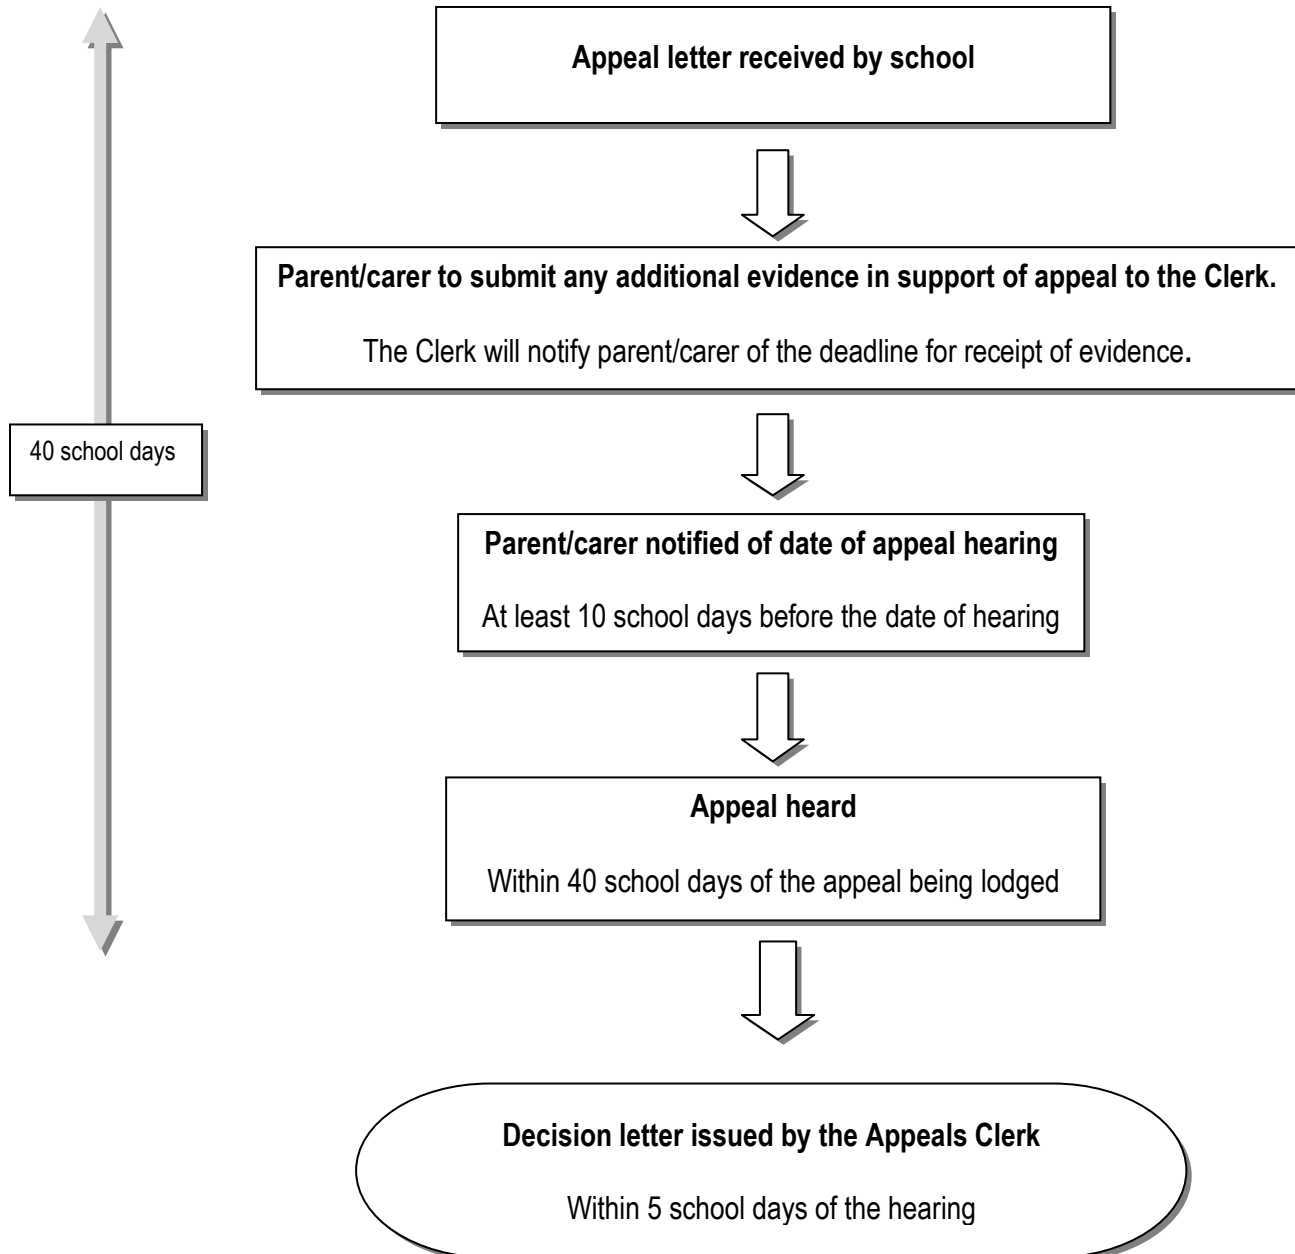 Appeal letter received by school
Parent/carer to submit any additional evidence in support of appeal to the Clerk.
The Clerk will notify parent/carer of the deadline for receipt of evidence.
40 school days
Parent/carer notified of date of appeal hearing
At least 10 school days before the date of hearing
Appeal heard
Within 40 school days of the appeal being lodged
Decision letter issued by the Appeals Clerk
Within 5 school days of the hearing